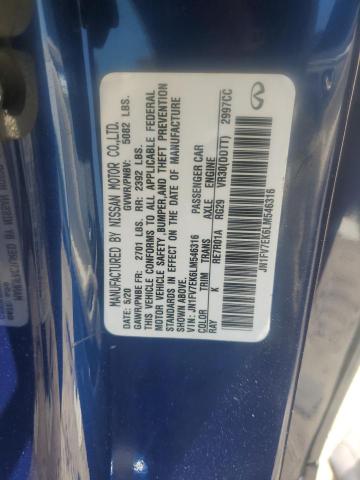 MANUFACTURED BY NISSAN MOTOR CO.,LTD.
DATE: 5/20 GVWR/PNBV: 5082 LBS.
GAWR/PNBE FR: 2701 LBS. RR: 2392 LBS.
THIS VEHICLE CONFORMS TO ALL APPLICABLE FEDERAL
MOTOR VEHICLE SAFETY, BUMPER, AND THEFT PREVENTION
STANDARDS IN EFFECT ON THE DATE OF MANUFACTURE
SHOWN ABOVE.
VIN: JN1FV7EK6LM546316 PASSENGER CAR
COLOR TRIM TRANS AXLE ENGINE
RAY K RE7R01A RG29 VR30(DDTT) 2997CC
JN1FV7EK6LM546316